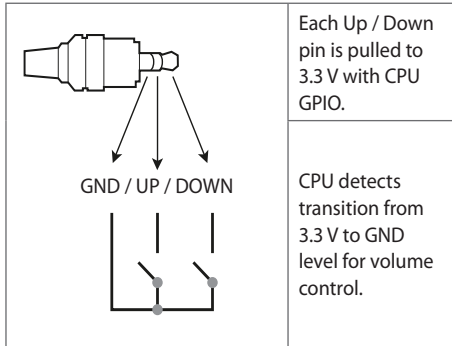 Each Up / Down
pin is pulled to
3.3 V with CPU
GPIO.
GND / UP / DOWN
CPU detects
transition from
3.3 V to GND
level for volume
control.